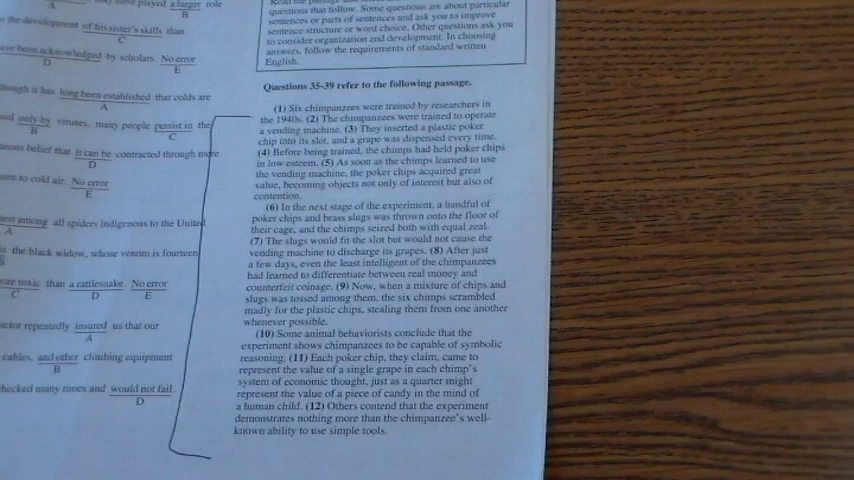 played a larger role
A
B
the development of his sister's skills than
C
been acknowledged by scholars. No error
D
E
it has long been established that colds are
A
only by viruses, many people persist in the
B
C
belief that it can be contracted through more
D
to cold air. No error
E
among all spiders indigenous to the United
A
the black widow, whose venom is fourteen
B
more toxic than a rattlesnake. No error
C
D
E
repeatedly insured us that our
A
cables, and other climbing equipment
B
checked many times and would not fail.
D
questions that follow. Some questions are about particular
sentences or parts of sentences and ask you to improve
sentence structure or word choice. Other questions ask you
to consider organization and development. In choosing
answers, follow the requirements of standard written
English.
Questions 35-39 refer to the following passage.
(1) Six chimpanzees were trained by researchers in
the 1940s. (2) The chimpanzees were trained to operate
a vending machine. (3) They inserted a plastic poker
chip into its slot, and a grape was dispensed every time.
(4) Before being trained, the chimps had held poker chips
in low esteem. (5) As soon as the chimps learned to use
the vending machine, the poker chips acquired great
value, becoming objects not only of interest but also of
contention.
(6) In the next stage of the experiment, a handful of
poker chips and brass slugs was thrown onto the floor of
their cage, and the chimps seized both with equal zeal.
(7) The slugs would fit the slot but would not cause the
vending machine to discharge its grapes. (8) After just
a few days, even the least intelligent of the chimpanzees
had learned to differentiate between real money and
counterfeit coinage. (9) Now, when a mixture of chips and
slugs was tossed among them, the six chimps scrambled
madly for the plastic chips, stealing them from one another
whenever possible.
(10) Some animal behaviorists conclude that the
experiment shows chimpanzees to be capable of symbolic
reasoning. (11) Each poker chip, they claim, came to
represent the value of a single grape in each chimp's
system of economic thought, just as a quarter might
represent the value of a piece of candy in the mind of
a human child. (12) Others contend that the experiment
demonstrates nothing more than the chimpanzee's well-
known ability to use simple tools.